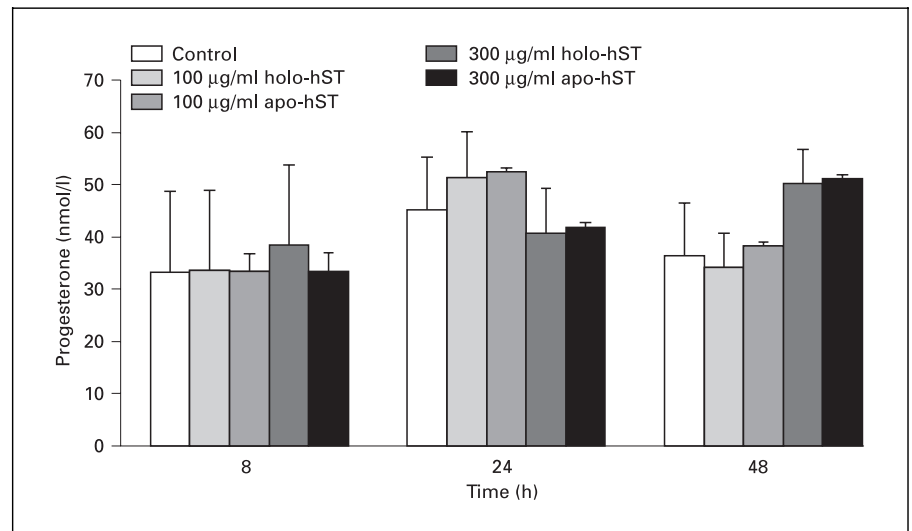 Control
100 µg/ml holo-hST
100 µg/ml apo-hST
300 µg/ml holo-hST
300 µg/ml apo-hST
Progesterone (nmol/l)
70
60
50
40
30
20
10
0
8
24
48
Time (h)